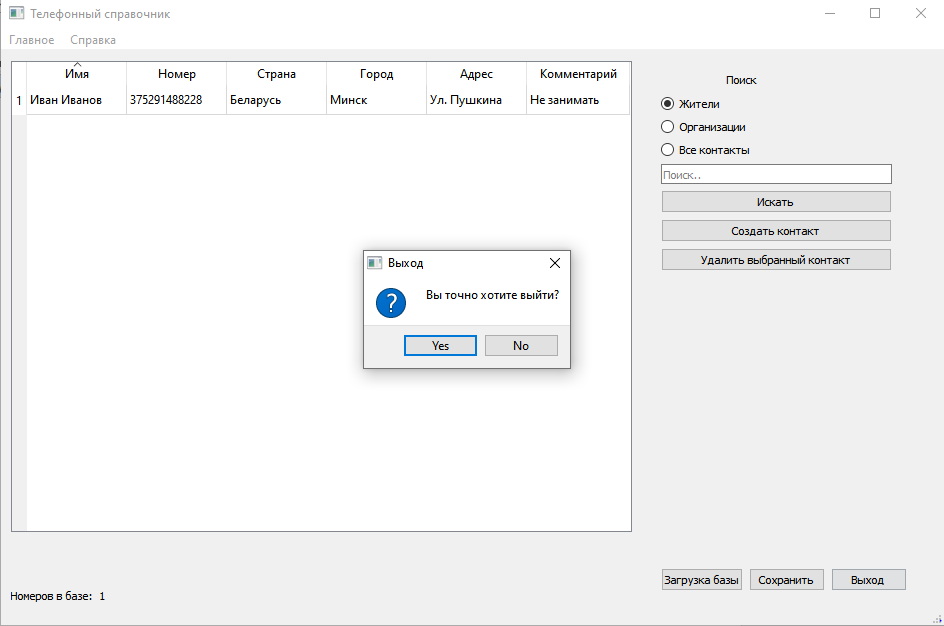 Телефонный справочник
Главное Справка
Имя Номер Страна Город Адрес Комментарий
1 Иван Иванов 375291488228 Беларусь Минск Ул. Пушкина Не занимать
Поиск
Жители
Организации
Все контакты
Поиск..
Искать
Создать контакт
Удалить выбранный контакт
Выход
Вы точно хотите выйти?
Yes No
Загрузка базы Сохранить Выход
Номеров в базе: 1